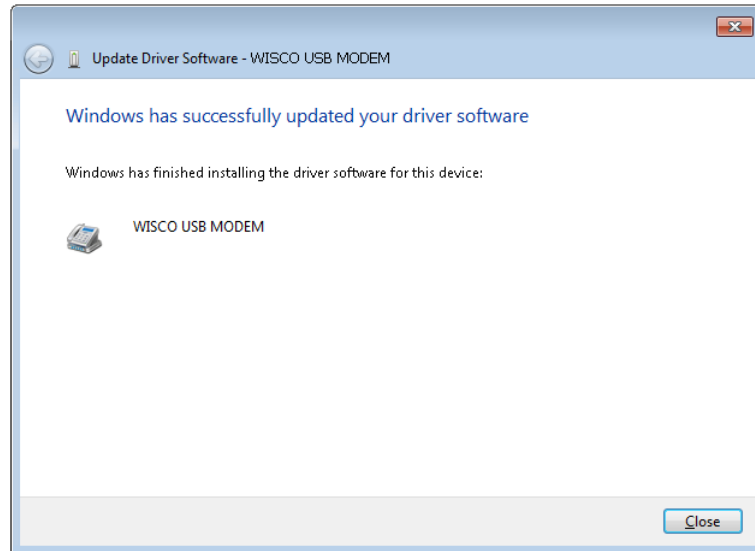 Update Driver Software - WISCO USB MODEM
Windows has successfully updated your driver software
Windows has finished installing the driver software for this device:
WISCO USB MODEM
Close